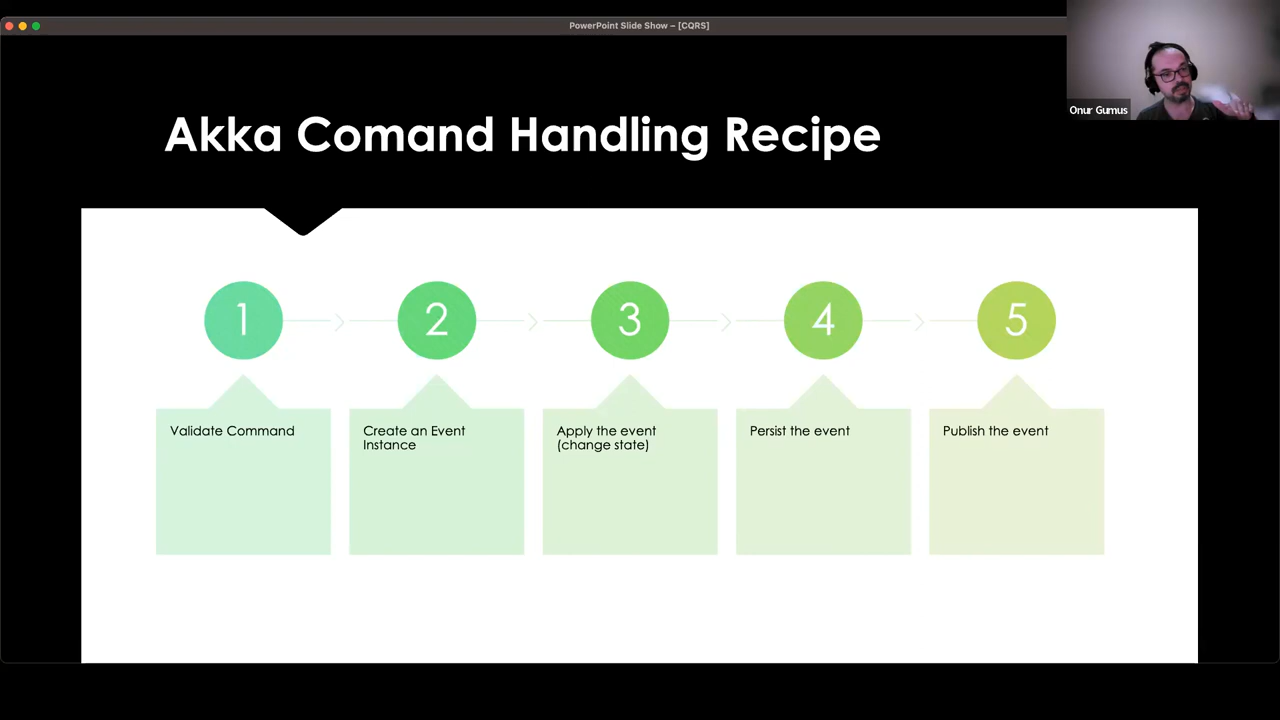 PowerPoint Slide Show – [CQRS]
Onur Gumus
Akka Comand Handling Recipe
1
2
3
4
5
Validate Command
Create an Event
Instance
Apply the event
(change state)
Persist the event
Publish the event